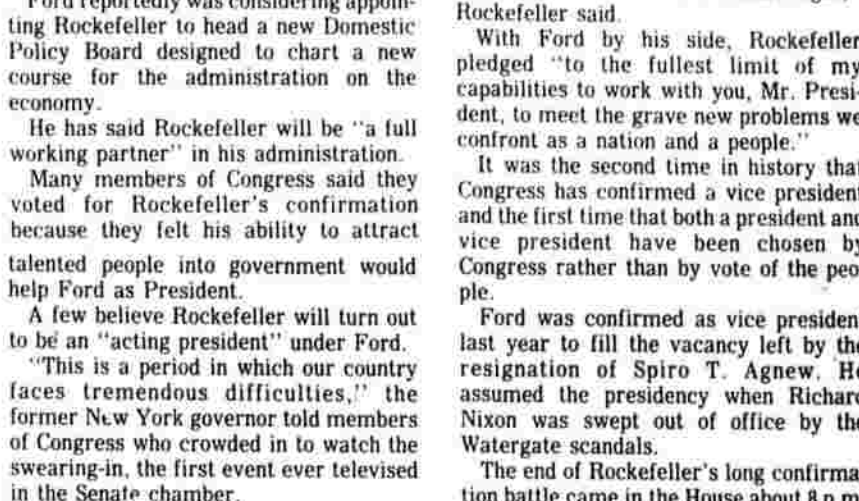 Ford reportedly was considering appoin-
ting Rockefeller to head a new Domestic
Policy Board designed to chart a new
course for the administration on the
economy.
He has said Rockefeller will be "a full
working partner" in his administration.
Many members of Congress said they
voted for Rockefeller's confirmation
because they felt his ability to attract
talented people into government would
help Ford as President.
A few believe Rockefeller will turn out
to be an "acting president" under Ford.
"This is a period in which our country
faces tremendous difficulties," the
former New York governor told members
of Congress who crowded in to watch the
swearing-in, the first event ever televised
in the Senate chamber.
Rockefeller said.
With Ford by his side, Rockefeller
pledged "to the fullest limit of my
capabilities to work with you, Mr. Presi-
dent, to meet the grave new problems we
confront as a nation and a people."
It was the second time in history that
Congress has confirmed a vice president
and the first time that both a president and
vice president have been chosen by
Congress rather than by vote of the peo
ple.
Ford was confirmed as vice presiden
last year to fill the vacancy left by the
resignation of Spiro T. Agnew. He
assumed the presidency when Richard
Nixon was swept out of office by the
Watergate scandals.
The end of Rockefeller's long confirma
tion battle came in the House about 8 p.m.